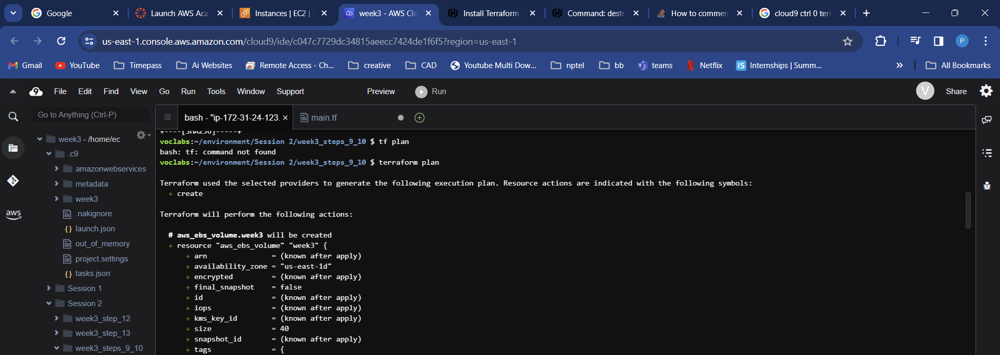 Google
Launch AWS Aca
Instances | EC2 |
week3 - AWS Clo
Install Terraform
Command: destr
How to commen
cloud9 ctrl 0 terr
us-east-1.console.aws.amazon.com/cloud9/ide/c047c7729dc34815aeecc7424de1f6f5?region=us-east-1
P
Gmail
YouTube
Timepass
Ai Websites
Remote Access - Ch...
creative
CAD
Youtube Multi Dow...
nptel
bb
teams
Netflix
IS Internships | Summ...
All Bookmarks
9 File Edit Find View Go Run Tools Window Support Preview Run
V Share
Go to Anything (Ctrl-P)
bash - "ip-172-31-24-123.
main.tf
week3 - /home/ec
.c9
amazonwebservices
metadata
week3
.nakignore
{} launch.json
out_of_memory
project.settings
{} tasks.json
Session 1
Session 2
week3_step_12
week3_step_13
week3_steps_9_10
aws
+----[SHA256]-----+
voclabs:~/environment/Session 2/week3_steps_9_10 $ tf plan
bash: tf: command not found
voclabs:~/environment/Session 2/week3_steps_9_10 $ terraform plan
Terraform used the selected providers to generate the following execution plan. Resource actions are indicated with the following symbols:
+ create
Terraform will perform the following actions:
# aws_ebs_volume.week3 will be created
+ resource "aws_ebs_volume" "week3" {
+ arn = (known after apply)
+ availability_zone = "us-east-1d"
+ encrypted = (known after apply)
+ final_snapshot = false
+ id = (known after apply)
+ iops = (known after apply)
+ kms_key_id = (known after apply)
+ size = 40
+ snapshot_id = (known after apply)
+ tags = {